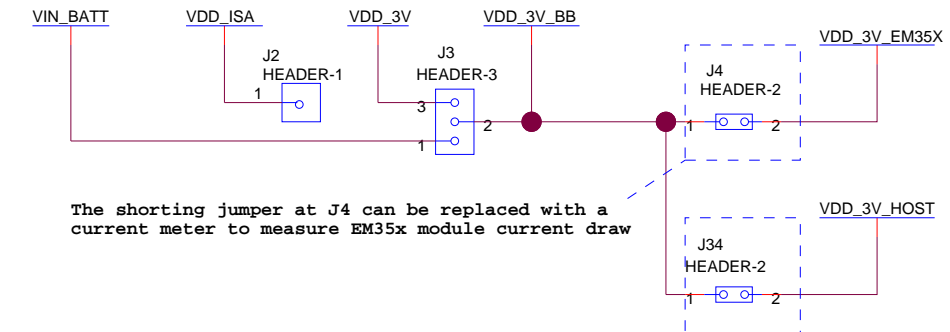 VIN_BATT VDD_ISA VDD_3V VDD_3V_BB
VDD_3V_EM35X
J2
HEADER-1
1
J3
HEADER-3
3
2
1
J4
HEADER-2
1 2
The shorting jumper at J4 can be replaced with a
current meter to measure EM35x module current draw
VDD_3V_HOST
J34
HEADER-2
1 2